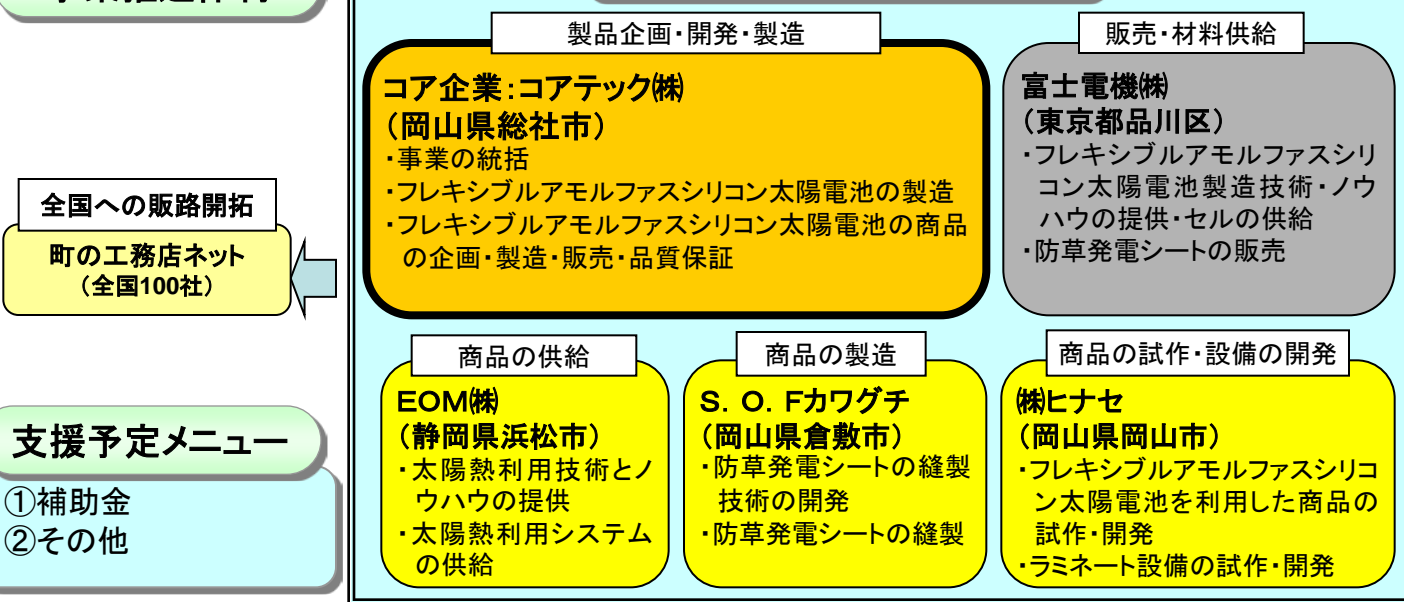 製品企画・開発・製造
コア企業：コアテック㈱
（岡山県総社市）
・事業の統括
・フレキシブルアモルファスシリコン太陽電池の製造
・フレキシブルアモルファスシリコン太陽電池の商品
の企画・製造・販売・品質保証
販売・材料供給
富士電機㈱
（東京都品川区）
・フレキシブルアモルファスシリ
コン太陽電池製造技術・ノウ
ハウの提供・セルの供給
・防草発電シートの販売
全国への販路開拓
町の工務店ネット
（全国100社）
商品の供給
EOM㈱
（静岡県浜松市）
・太陽熱利用技術とノ
ウハウの提供
・太陽熱利用システム
の供給
商品の製造
S．O．Fカワグチ
（岡山県倉敷市）
・防草発電シートの縫製
技術の開発
・防草発電シートの縫製
商品の試作・設備の開発
㈱ヒナセ
（岡山県岡山市）
・フレキシブルアモルファスシリコ
ン太陽電池を利用した商品の
試作・開発
・ラミネート設備の試作・開発
支援予定メニュー
①補助金
②その他